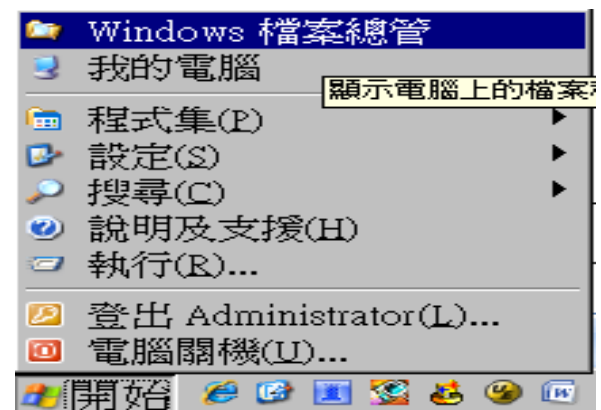 Windows 檔案總管
我的電腦
顯示電腦上的檔案
程式集(P)
設定(S)
搜尋(C)
說明及支援(H)
執行(R)...
登出 Administrator(L)...
電腦關機(U)...
開始